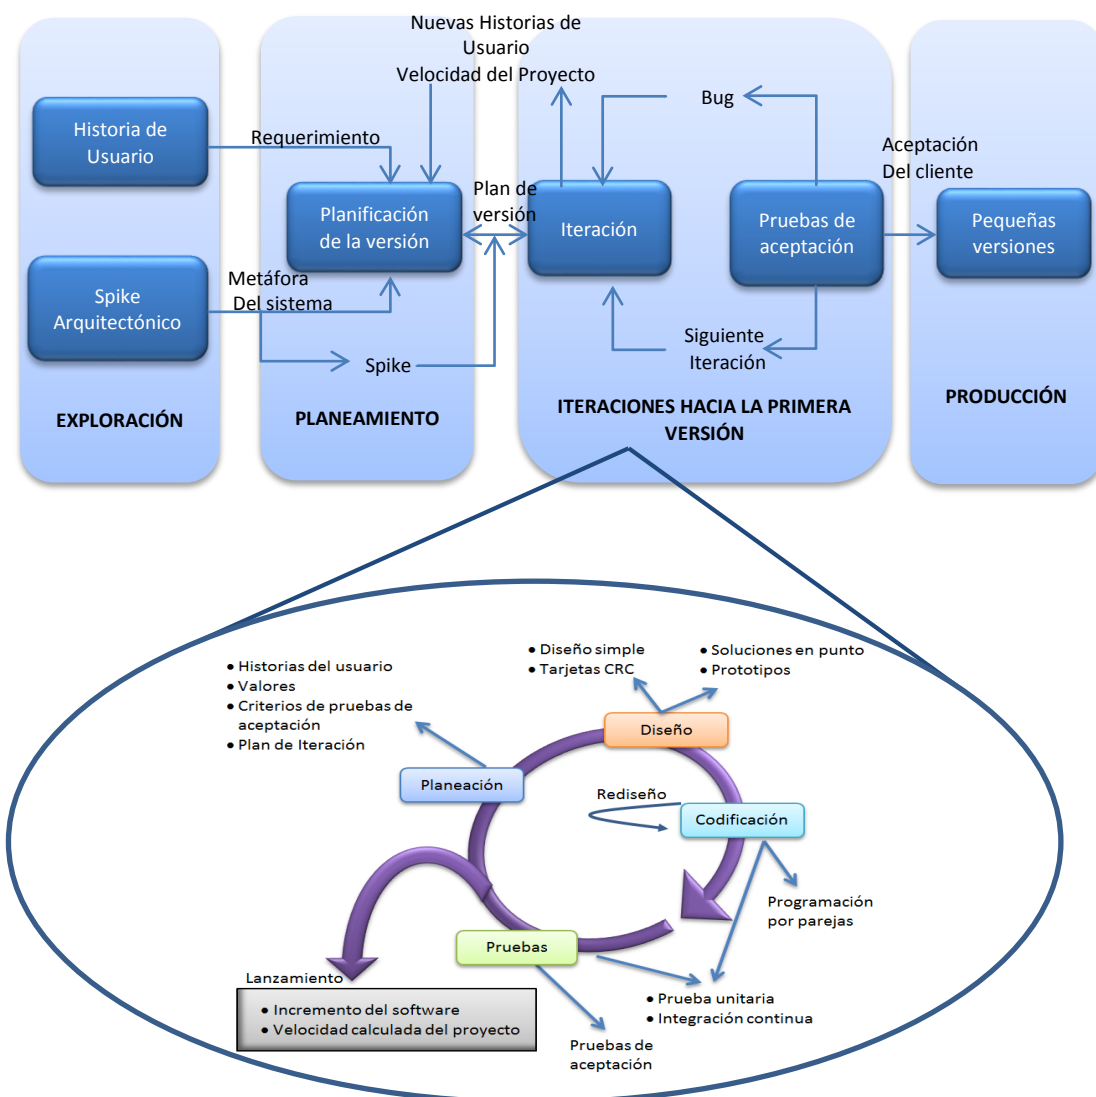 Nuevas Historias de
Usuario
Velocidad del Proyecto
Historia de
Usuario
Requerimiento
Spike
Arquitectónico
Metáfora
Del sistema
Spike
Planificación
de la versión
Plan de
versión
Iteración
Bug
Pruebas de
aceptación
Siguiente
Iteración
Aceptación
Del cliente
Pequeñas
versiones
EXPLORACIÓN
PLANEAMIENTO
ITERACIONES HACIA LA PRIMERA
VERSIÓN
PRODUCCIÓN
● Historias del usuario
● Valores
● Criterios de pruebas de
aceptación
● Plan de Iteración
● Diseño simple
● Tarjetas CRC
● Soluciones en punto
● Prototipos
Diseño
Planeación
Rediseño
Codificación
Programación
por parejas
Pruebas
● Prueba unitaria
● Integración continua
Pruebas de
aceptación
Lanzamiento
● Incremento del software
● Velocidad calculada del proyecto